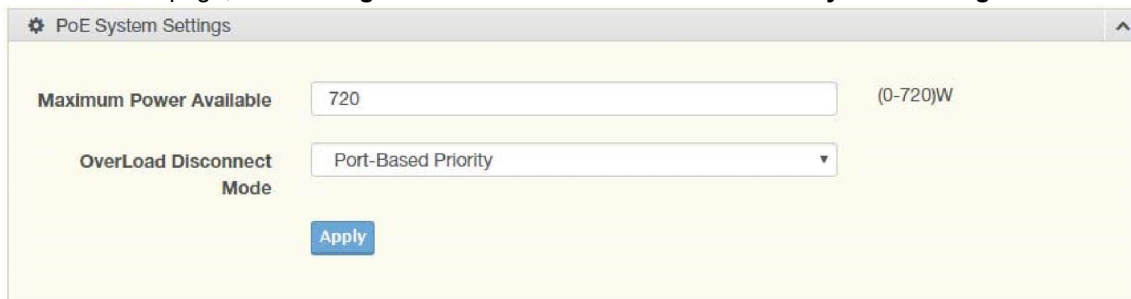 PoE System Settings
Maximum Power Available 720 (0-720)W
OverLoad Disconnect Mode Port-Based Priority
Apply